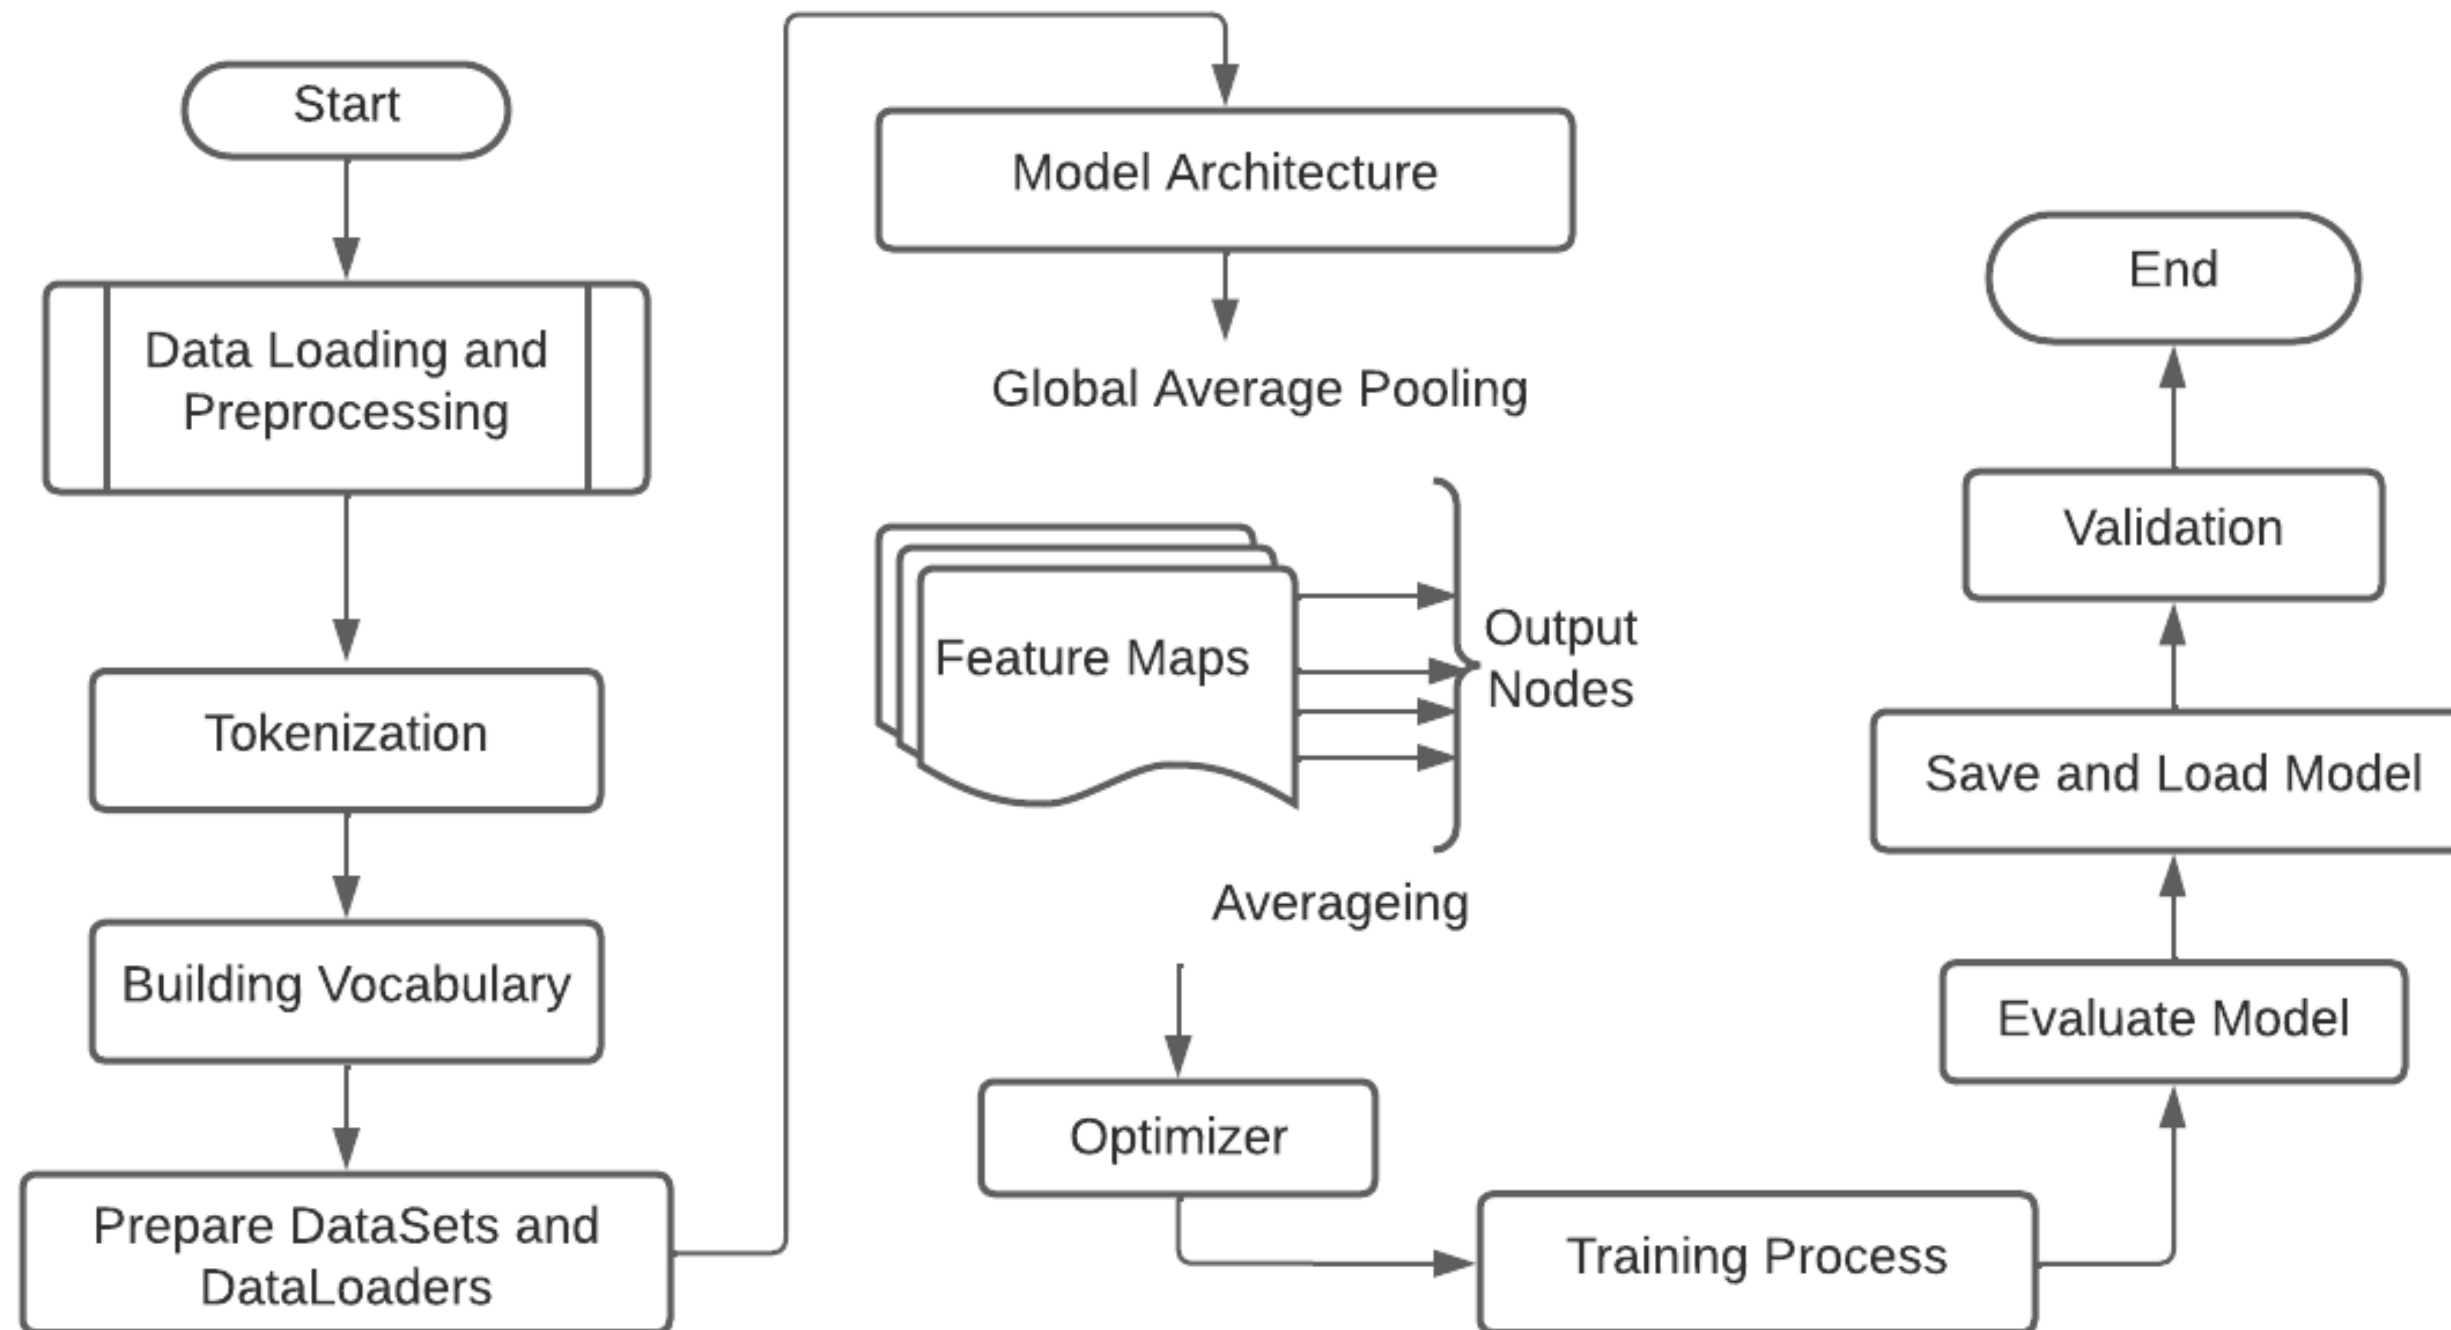 Start
Data Loading and
Preprocessing
Tokenization
Building Vocabulary
Prepare DataSets and
DataLoaders
Model Architecture
Global Average Pooling
Feature Maps
Output
Nodes
Averageing
Optimizer
Training Process
Evaluate Model
Save and Load Model
Validation
End